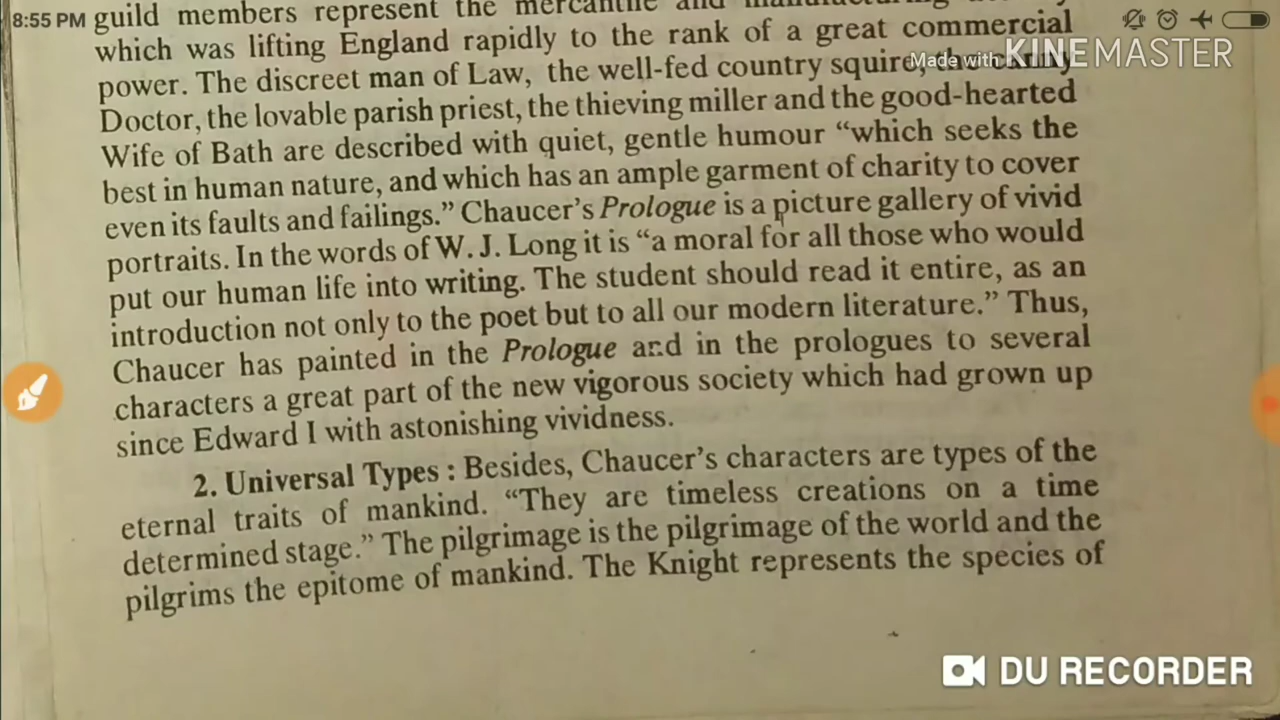 8:55 PM
guild members represent the mercantile and manufacturing
which was lifting England rapidly to the rank of a great commercial
Made with KINEMASTER
power. The discreet man of Law, the well-fed country squire, the
Doctor, the lovable parish priest, the thieving miller and the good-hearted
Wife of Bath are described with quiet, gentle humour “which seeks the
best in human nature, and which has an ample garment of charity to cover
even its faults and failings.” Chaucer’s Prologue is a picture gallery of vivid
portraits. In the words of W. J. Long it is “a moral for all those who would
put our human life into writing. The student should read it entire, as an
introduction not only to the poet but to all our modern literature.” Thus,
Chaucer has painted in the Prologue and in the prologues to several
characters a great part of the new vigorous society which had grown up
since Edward I with astonishing vividness.
2. Universal Types : Besides, Chaucer’s characters are types of the
eternal traits of mankind. “They are timeless creations on a time
determined stage.” The pilgrimage is the pilgrimage of the world and the
pilgrims the epitome of mankind. The Knight represents the species of
DU RECORDER